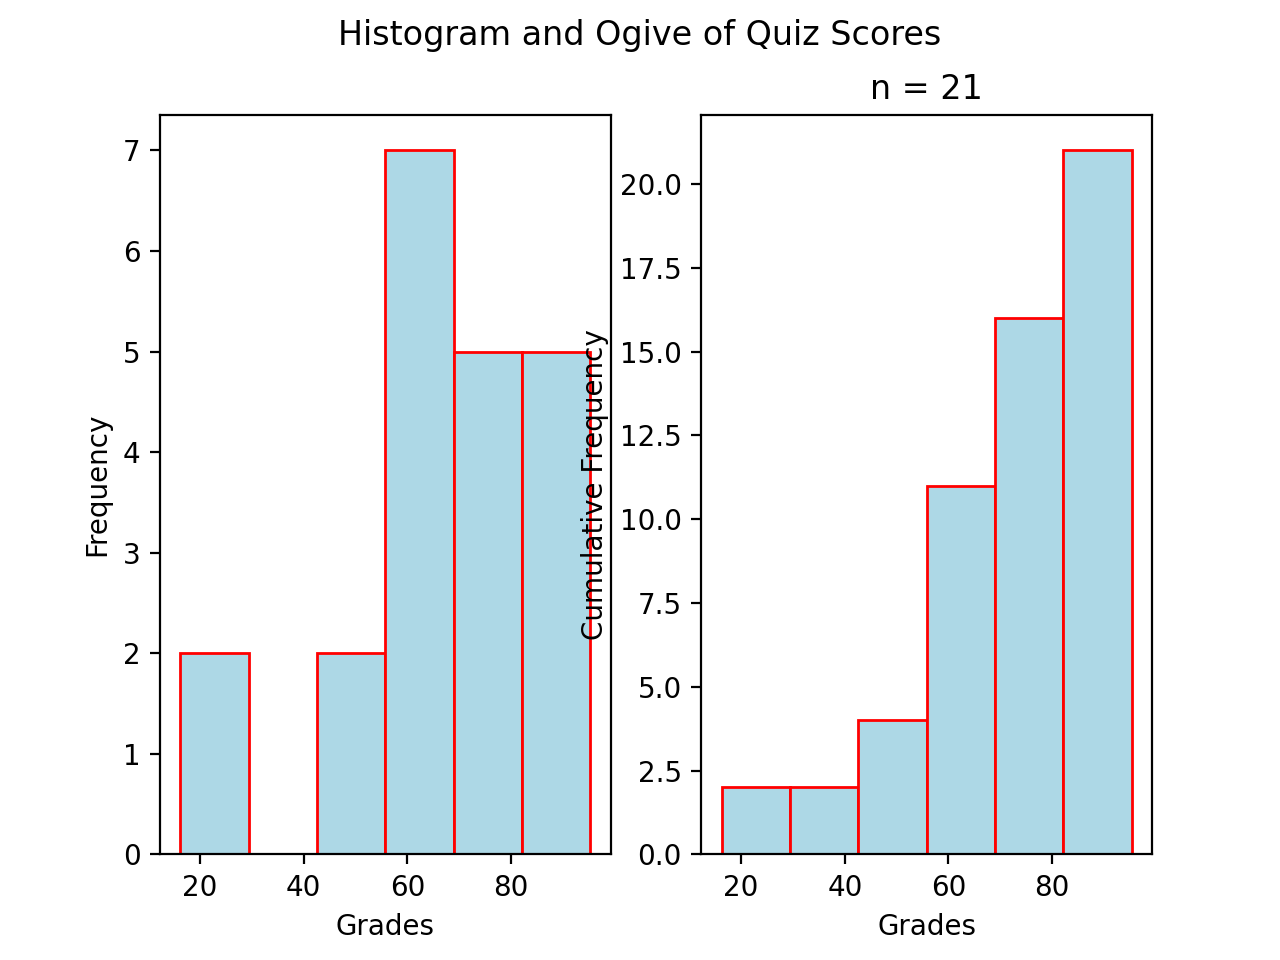 Histogram and Ogive of Quiz Scores
n = 21
7
6
5
4
3
2
1
0
Frequency
20 40 60 80
Grades
20.0
17.5
15.0
12.5
10.0
7.5
5.0
2.5
0.0
Cumulative Frequency
20 40 60 80
Grades